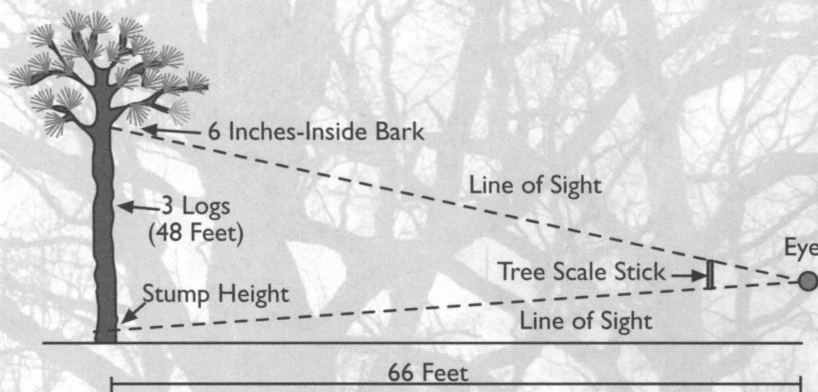 6 Inches-Inside Bark
Line of Sight
3 Logs
(48 Feet)
Eye
Tree Scale Stick
Stump Height
Line of Sight
66 Feet